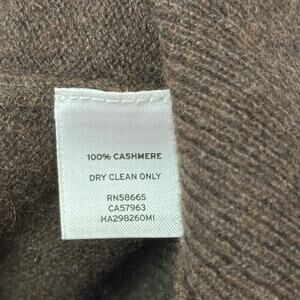 100% CASHMERE
DRY CLEAN ONLY
RN58665
CA57963
HA298260MI